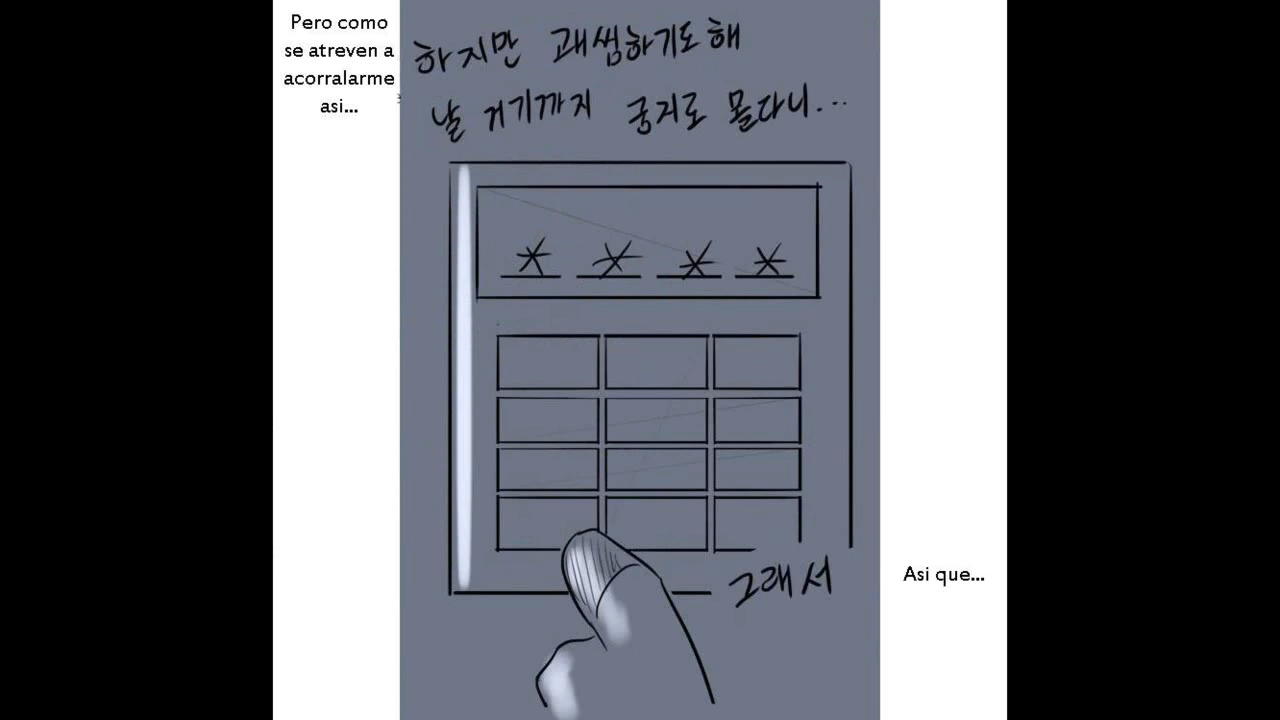 Pero como
se atreven a
acorralarme
asi...
하지만 괘씸하기도 해
날 거기까지 궁지로 몰다니...
* * * *
그래서
Asi que...